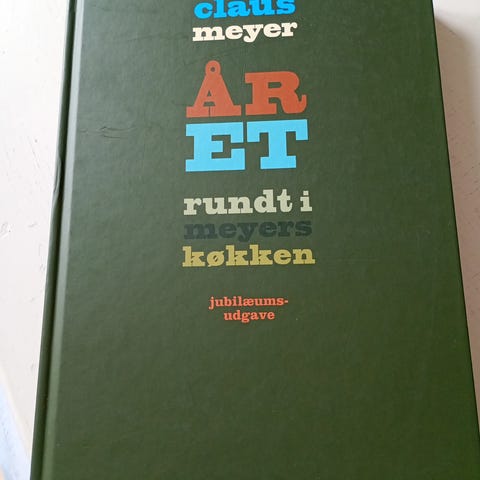 claus
meyer
ÅR
ET
rundt i
meyers
køkken
jubilæums-
udgave